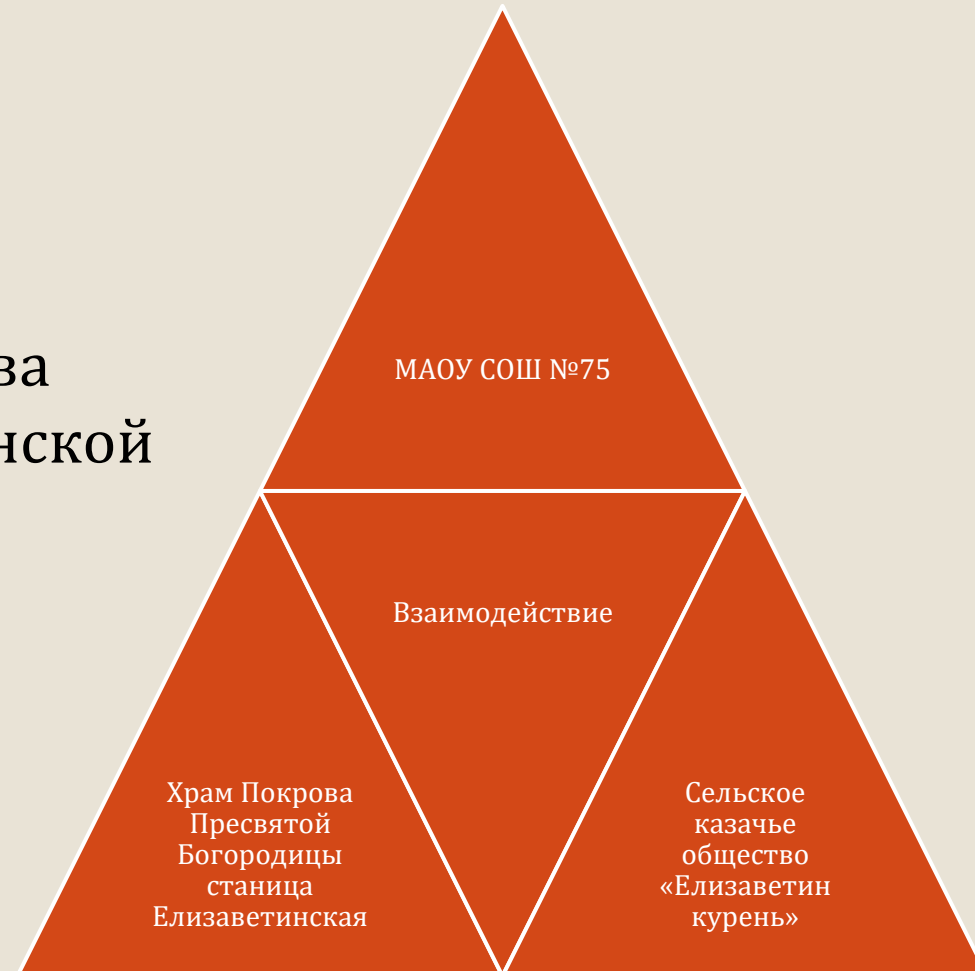 ва
нской
МАОУ СОШ №75
Взаимодействие
Храм Покрова
Пресвятой
Богородицы
станица
Елизаветинская
Сельское
казачье
общество
«Елизаветин
курень»